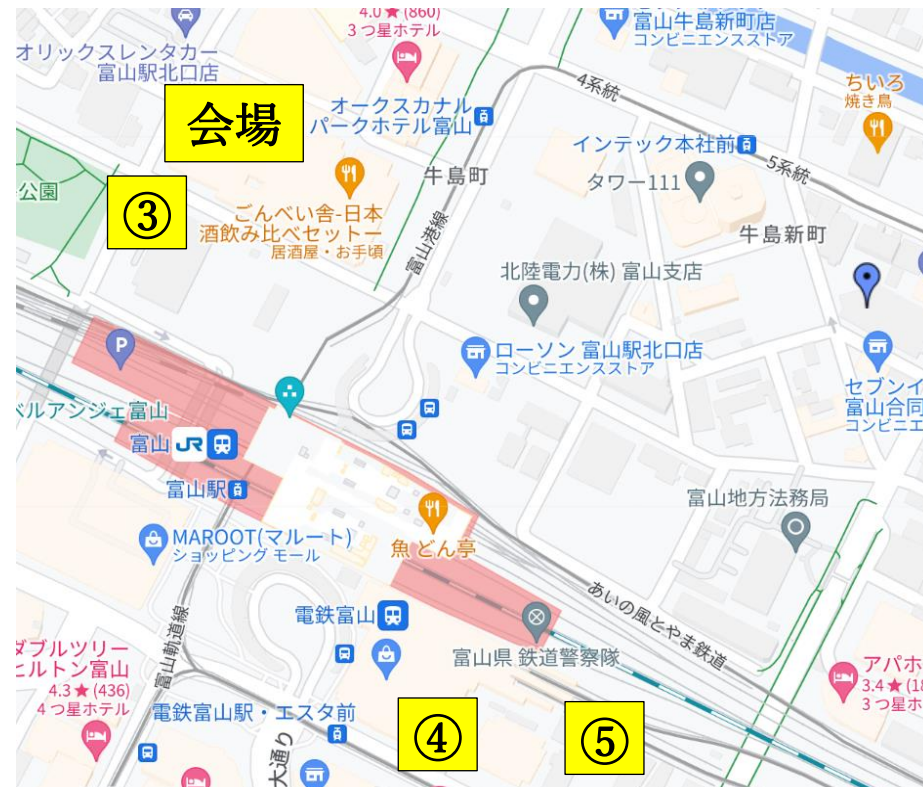 4.0★(860)
3つ星ホテル
富山牛島新町店
コンビニエンスストア
オリックスレンタカー
富山駅北口店
会場
オークスカナル
パークホテル富山
4系統
ちいろ
焼き鳥
インテック本社前
5系統
タワー111
公園
③
牛島町
ごんべい舎-日本
酒飲み比べセットー
居酒屋・お手頃
富山港線
牛島新町
北陸電力(株) 富山支店
P
ローソン 富山駅北口店
コンビニエンスストア
セブンイ
富山合同
コンビニエ
ベルアンジェ富山
富山 JR
富山駅
富山地方法務局
MAROOT(マルート)
ショッピング モール
魚どん亭
あいの風とやま鉄道
電鉄富山
富山県 鉄道警察隊
富山軌道線
ダブルツリー
ヒルトン富山
4.3★(436)
4つ星ホテル
アパホ
3.4★(18
3つ星ホ
電鉄富山駅・エスタ前
大通り
④
⑤